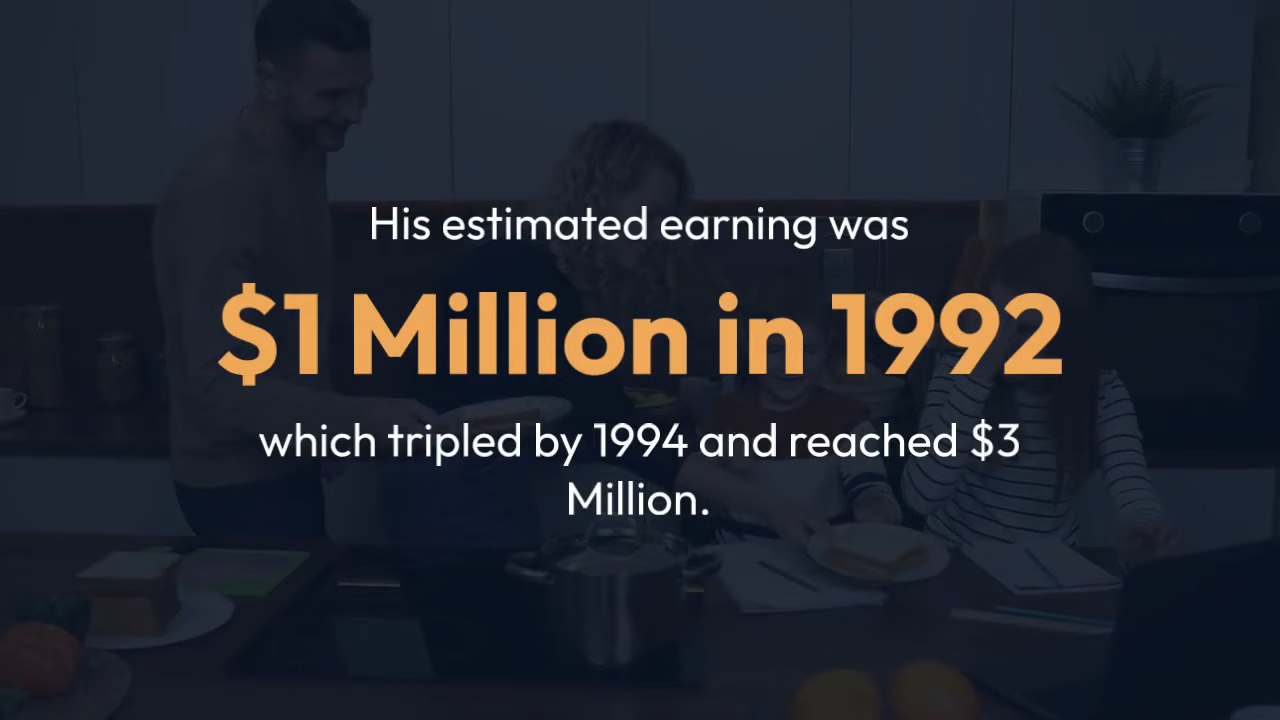 His estimated earning was
$1 Million in 1992
which tripled by 1994 and reached $3
Million.